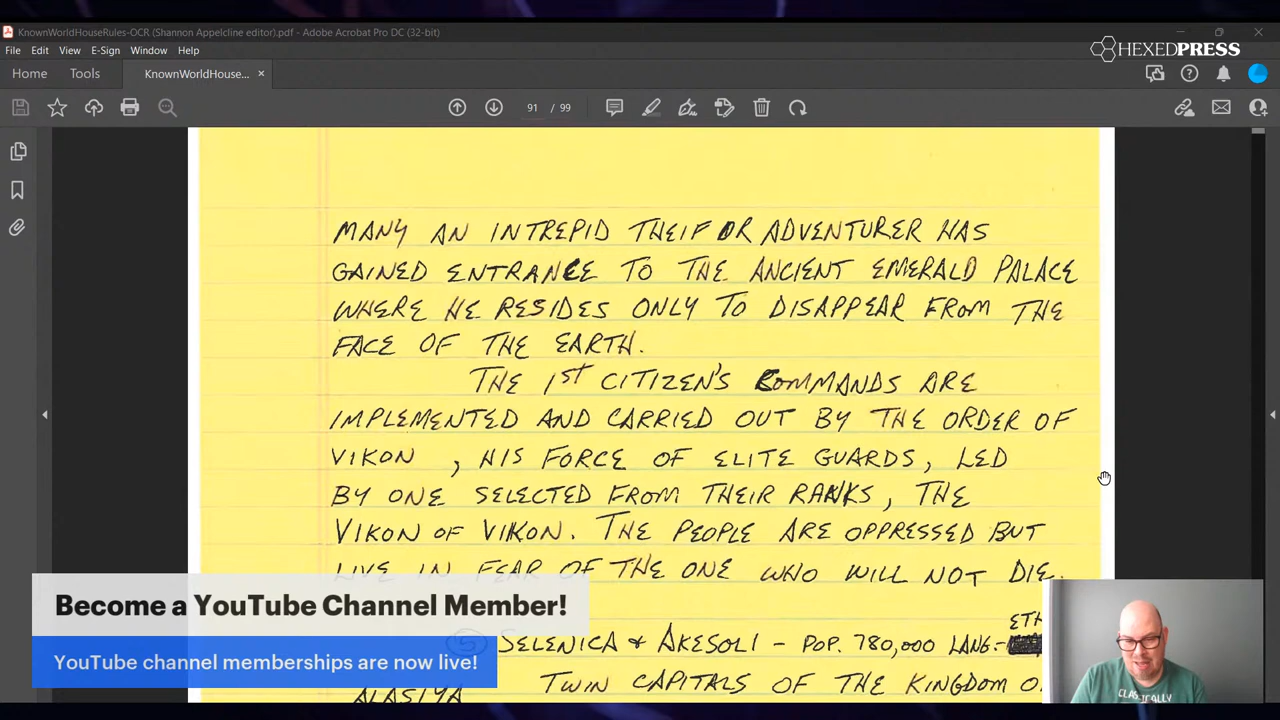 KnownWorldHouseRules-OCR (Shannon Appelcline editor).pdf - Adobe Acrobat Pro DC (32-bit)
File Edit View E-Sign Window Help
HEXEDPRESS
Home Tools KnownWorldHouse... ×
91 / 99
MANY AN INTREPID THEIF OR ADVENTURER HAS
GAINED ENTRANCE TO THE ANCIENT EMERALD PALACE
WHERE HE RESIDES ONLY TO DISAPPEAR FROM THE
FACE OF THE EARTH.
THE 1ST CITIZEN'S COMMANDS ARE
IMPLEMENTED AND CARRIED OUT BY THE ORDER OF
VIKON , HIS FORCE OF ELITE GUARDS, LED
BY ONE SELECTED FROM THEIR RANKS, THE
VIKON OF VIKON. THE PEOPLE ARE OPPRESSED BUT
LIVE IN FEAR OF THE ONE WHO WILL NOT DIE.
ETH
5 SELENICA & AKESOLI - POP. 780,000 LANG-
ALASIYA TWIN CAPITALS OF THE KINGDOM
Become a YouTube Channel Member!
YouTube channel memberships are now live!
CLASSICALLY